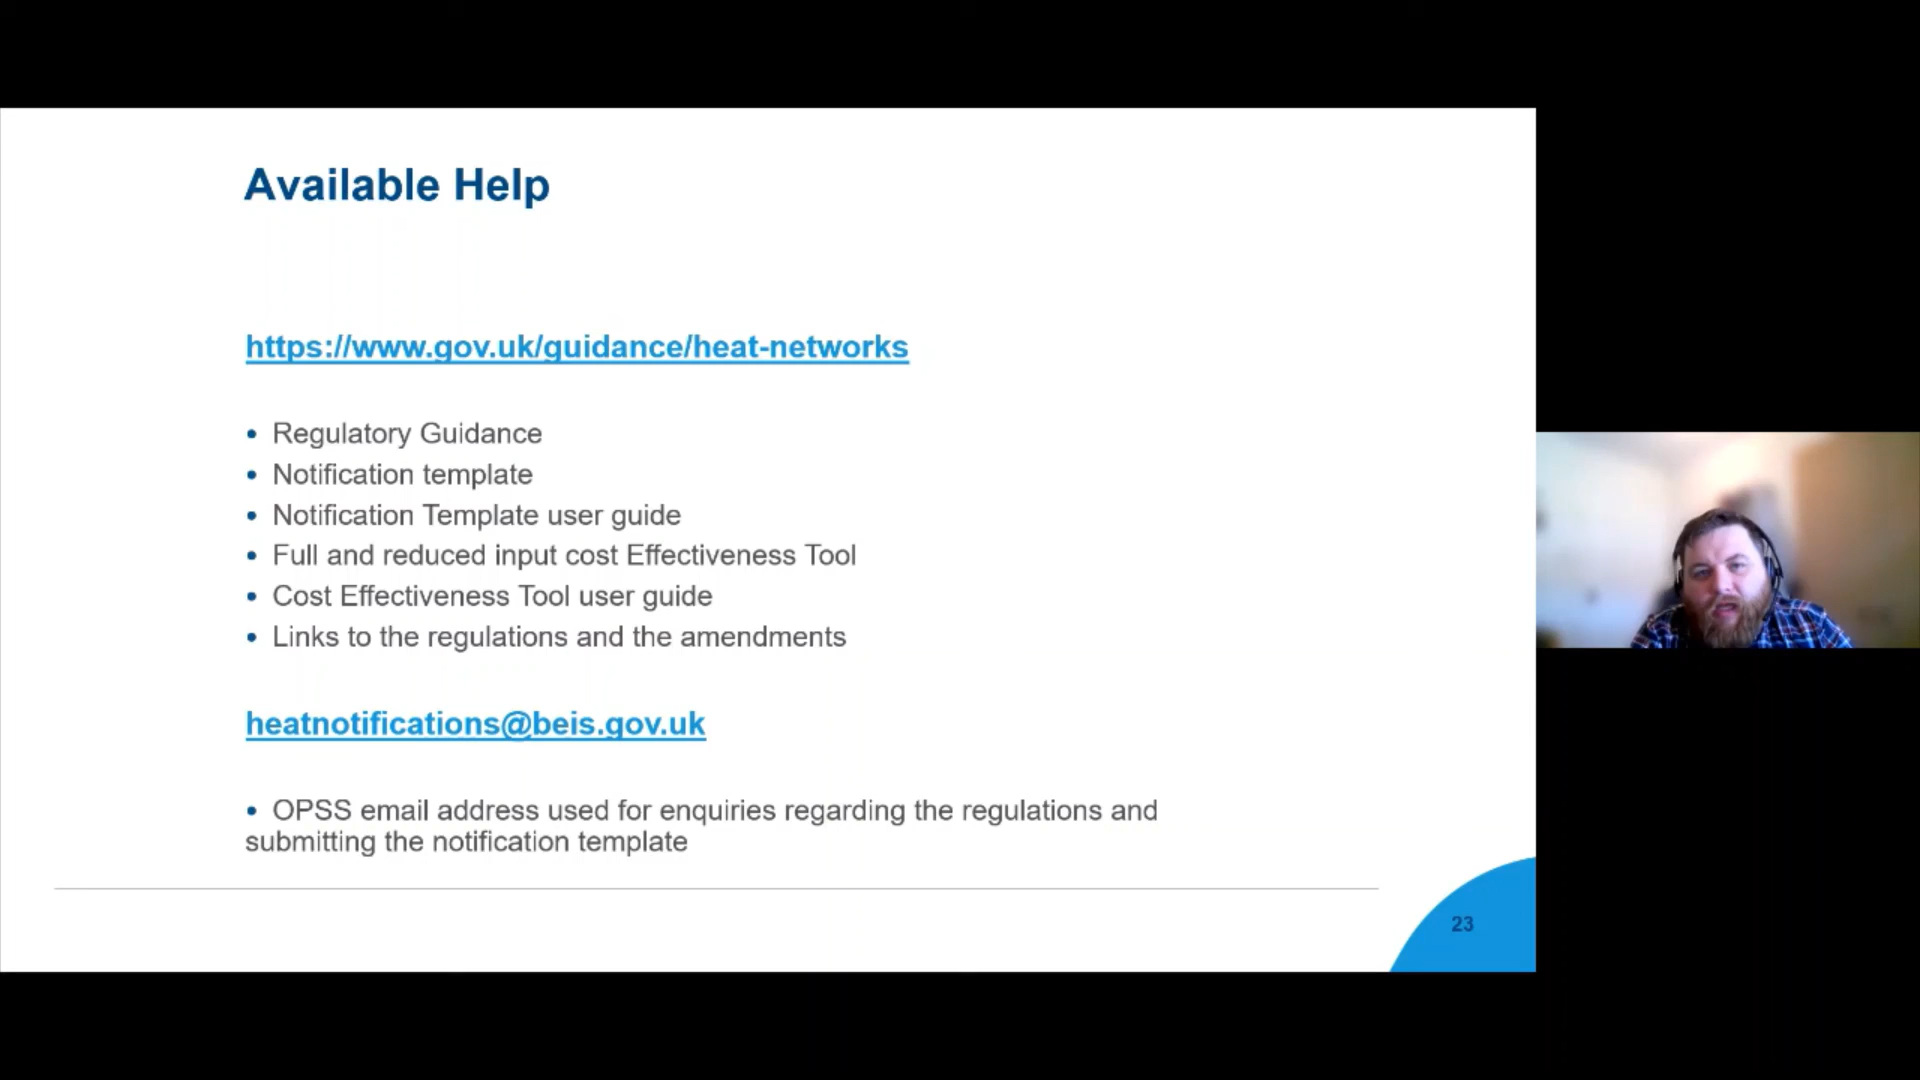 Available Help
https://www.gov.uk/guidance/heat-networks
• Regulatory Guidance
• Notification template
• Notification Template user guide
• Full and reduced input cost Effectiveness Tool
• Cost Effectiveness Tool user guide
• Links to the regulations and the amendments
heatnotifications@beis.gov.uk
• OPSS email address used for enquiries regarding the regulations and
submitting the notification template
23